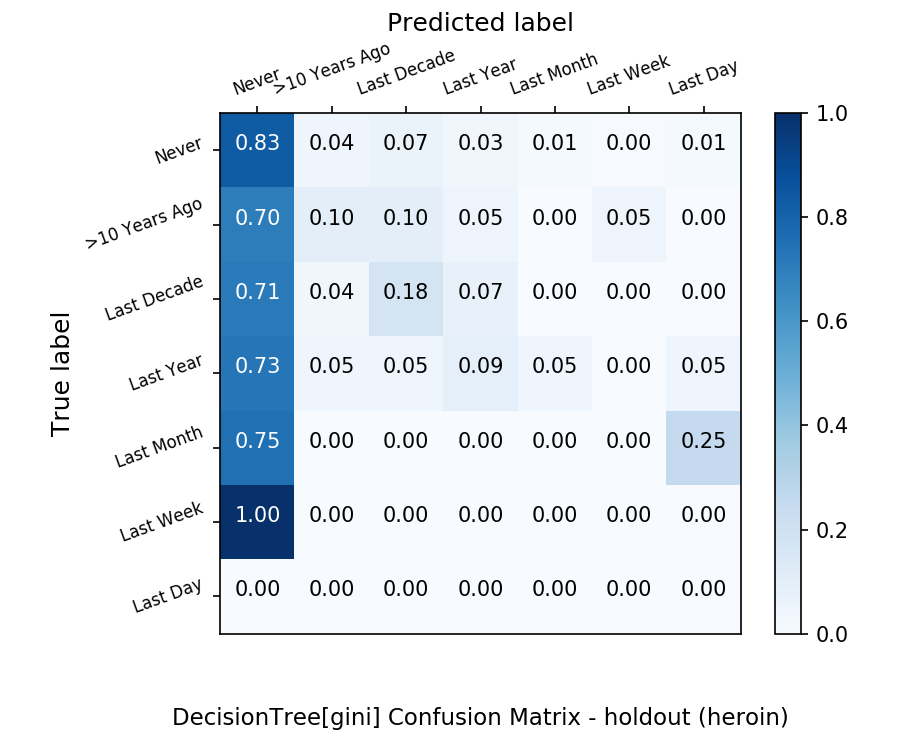 Predicted label
Never >10 Years Ago Last Decade Last Year Last Month Last Week Last Day
True label
Never 0.83 0.04 0.07 0.03 0.01 0.00 0.01
>10 Years Ago 0.70 0.10 0.10 0.05 0.00 0.05 0.00
Last Decade 0.71 0.04 0.18 0.07 0.00 0.00 0.00
Last Year 0.73 0.05 0.05 0.09 0.05 0.00 0.05
Last Month 0.75 0.00 0.00 0.00 0.00 0.00 0.25
Last Week 1.00 0.00 0.00 0.00 0.00 0.00 0.00
Last Day 0.00 0.00 0.00 0.00 0.00 0.00 0.00
1.0
0.8
0.6
0.4
0.2
0.0
DecisionTree[gini] Confusion Matrix - holdout (heroin)